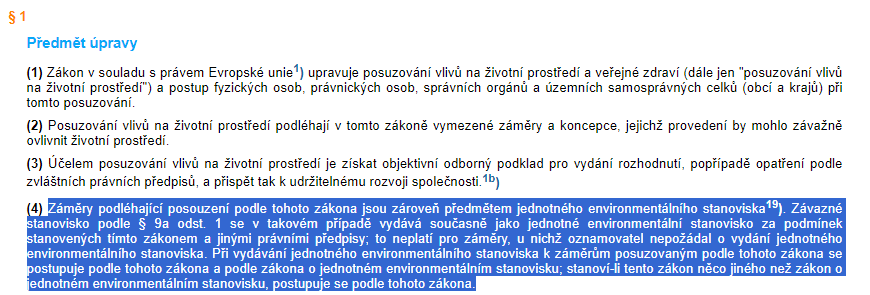 § 1
Předmět úpravy
(1) Zákon v souladu s právem Evropské unie1) upravuje posuzování vlivů na životní prostředí a veřejné zdraví (dále jen "posuzování vlivů
na životní prostředí") a postup fyzických osob, právnických osob, správních orgánů a územních samosprávných celků (obcí a krajů) při
tomto posuzování.
(2) Posuzování vlivů na životní prostředí podléhají v tomto zákoně vymezené záměry a koncepce, jejichž provedení by mohlo závažně
ovlivnit životní prostředí.
(3) Účelem posuzování vlivů na životní prostředí je získat objektivní odborný podklad pro vydání rozhodnutí, popřípadě opatření podle
zvláštních právních předpisů, a přispět tak k udržitelnému rozvoji společnosti.1b)
(4) Záměry podléhající posouzení podle tohoto zákona jsou zároveň předmětem jednotného environmentálního stanoviska19). Závazné
stanovisko podle § 9a odst. 1 se v takovém případě vydává současně jako jednotné environmentální stanovisko za podmínek
stanovených tímto zákonem a jinými právními předpisy; to neplatí pro záměry, u nichž oznamovatel nepožádal o vydání jednotného
environmentálního stanoviska. Při vydávání jednotného environmentálního stanoviska k záměrům posuzovaným podle tohoto zákona se
postupuje podle tohoto zákona a podle zákona o jednotném environmentálním stanovisku; stanoví-li tento zákon něco jiného než zákon o
jednotném environmentálním stanovisku, postupuje se podle tohoto zákona.